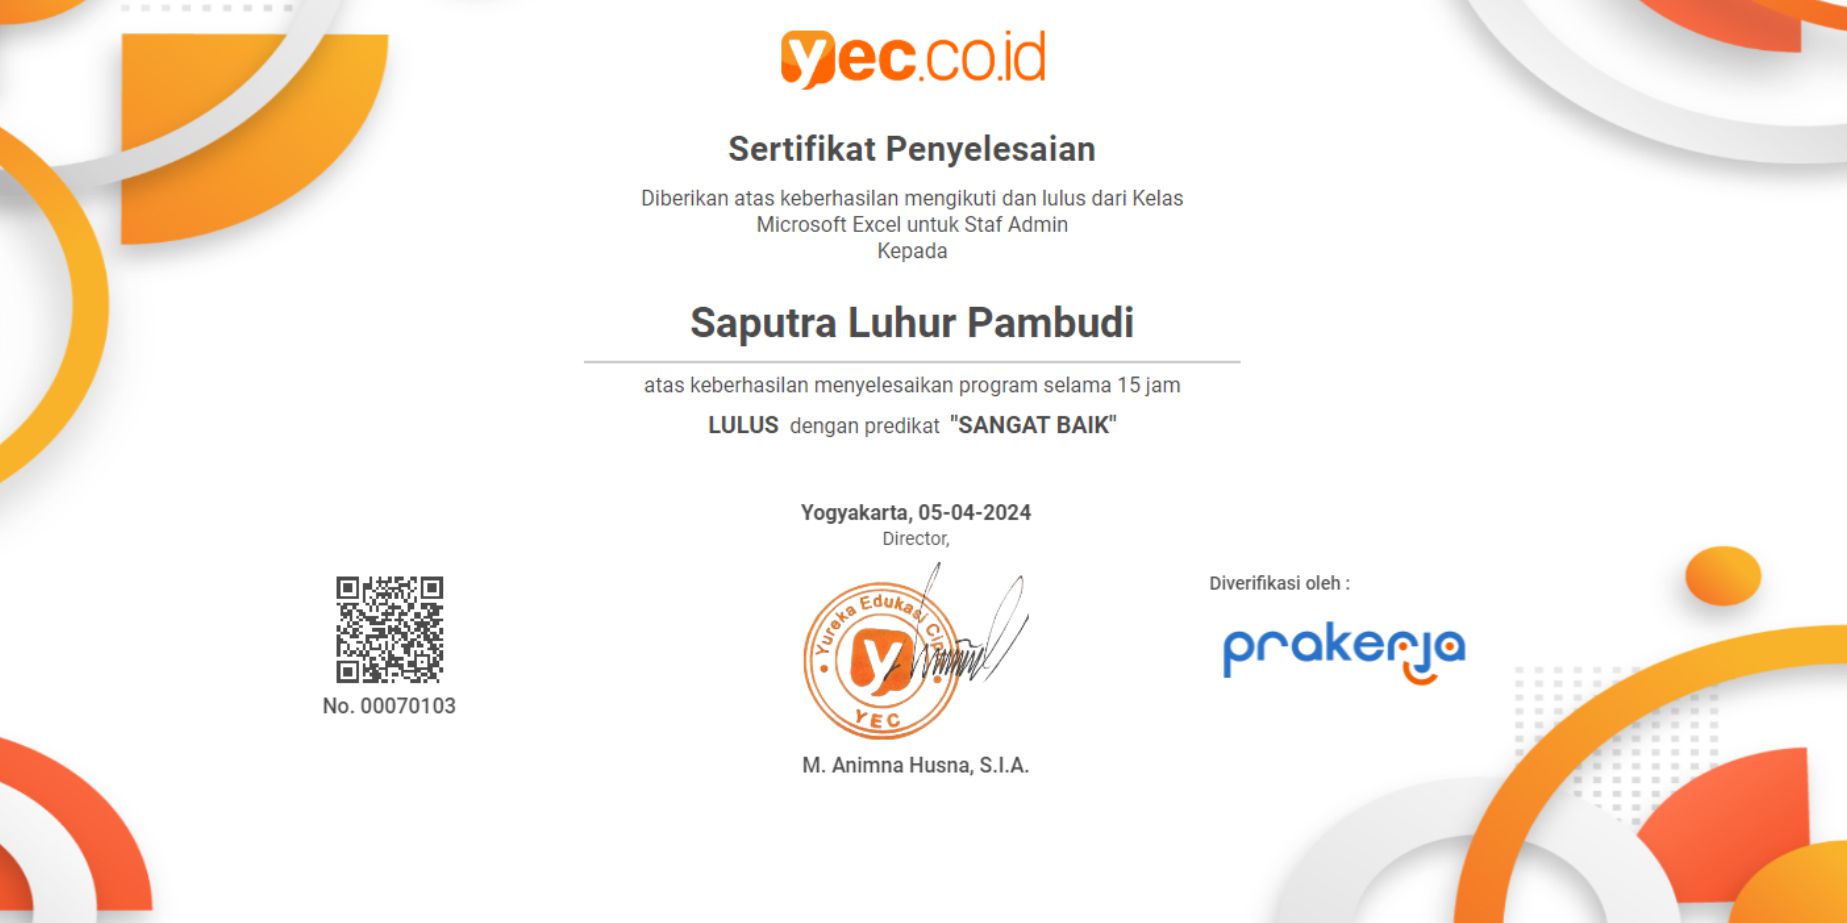 yec.co.id
Sertifikat Penyelesaian
Diberikan atas keberhasilan mengikuti dan lulus dari Kelas
Microsoft Excel untuk Staf Admin
Kepada
Saputra Luhur Pambudi
atas keberhasilan menyelesaikan program selama 15 jam
LULUS dengan predikat "SANGAT BAIK"
Yogyakarta, 05-04-2024
Director,
Yureka Edukasi
YEC
M. Animna Husna, S.I.A.
No. 00070103
Diverifikasi oleh :
prakerja